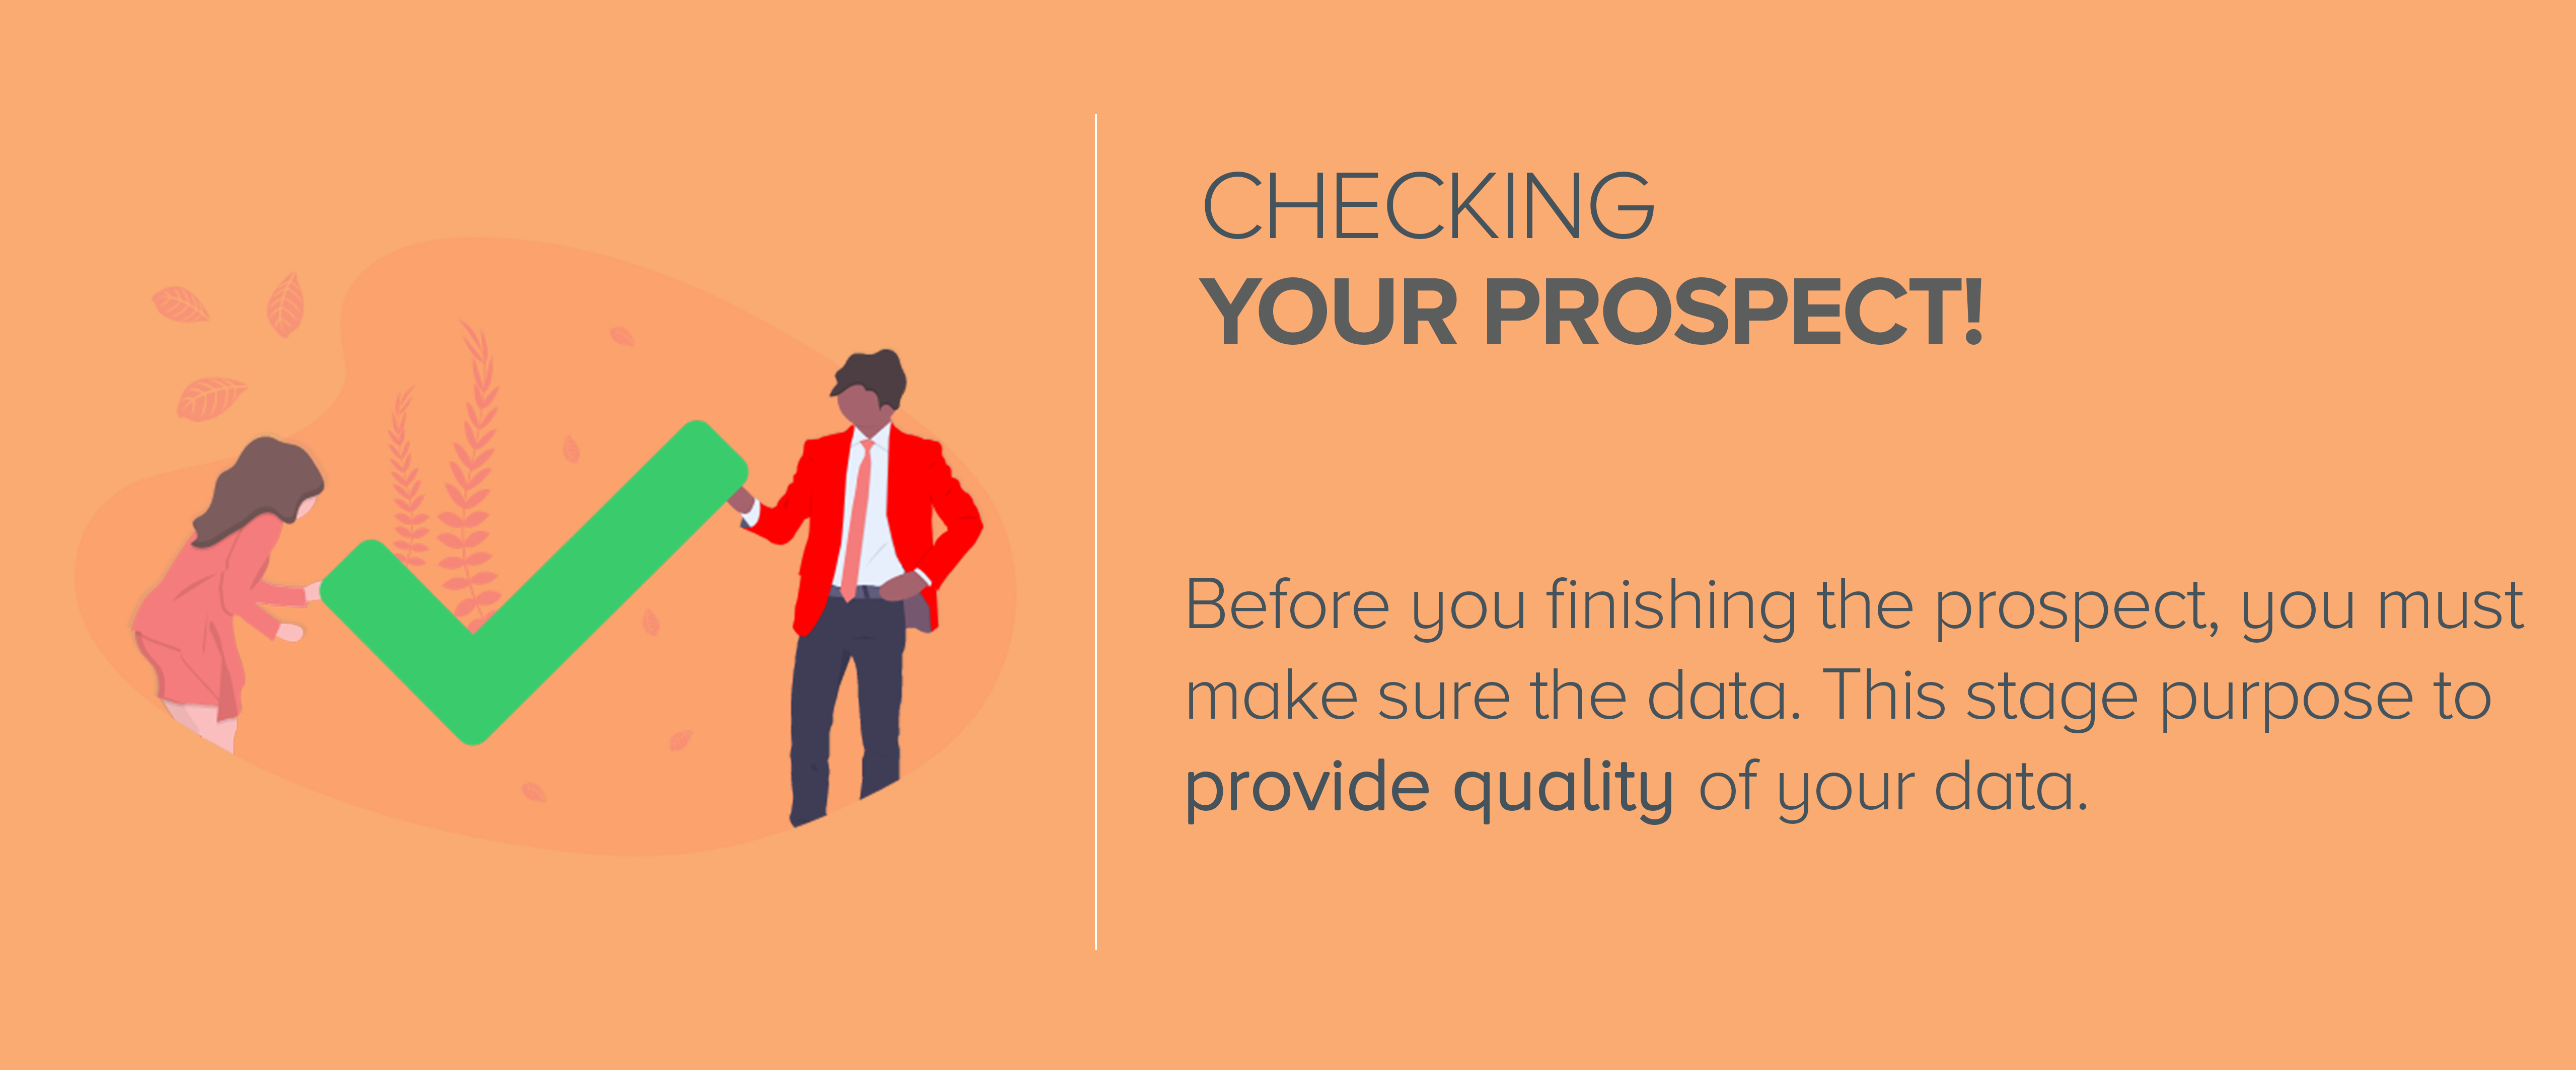 CHECKING
YOUR PROSPECT!
Before you finishing the prospect, you must
make sure the data. This stage purpose to
provide quality of your data.